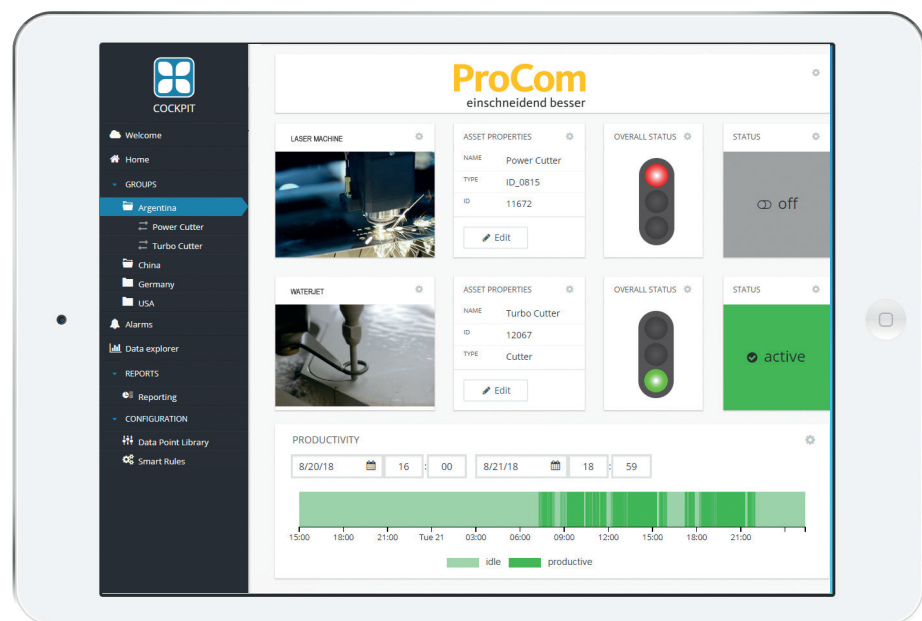 COCKPIT
Welcome
Home
GROUPS
Argentina
Power Cutter
Turbo Cutter
China
Germany
USA
Alarms
Data explorer
REPORTS
Reporting
CONFIGURATION
Data Point Library
Smart Rules
ProCom
einschneidend besser
LASER MACHINE
ASSET PROPERTIES
NAME Power Cutter
TYPE ID_0815
ID 11672
Edit
OVERALL STATUS
STATUS
off
WATERJET
ASSET PROPERTIES
NAME Turbo Cutter
ID 12067
TYPE Cutter
Edit
OVERALL STATUS
STATUS
active
PRODUCTIVITY
8/20/18 16 : 00 8/21/18 18 : 59
15:00 18:00 21:00 Tue 21 03:00 06:00 09:00 12:00 15:00 18:00 21:00
idle productive